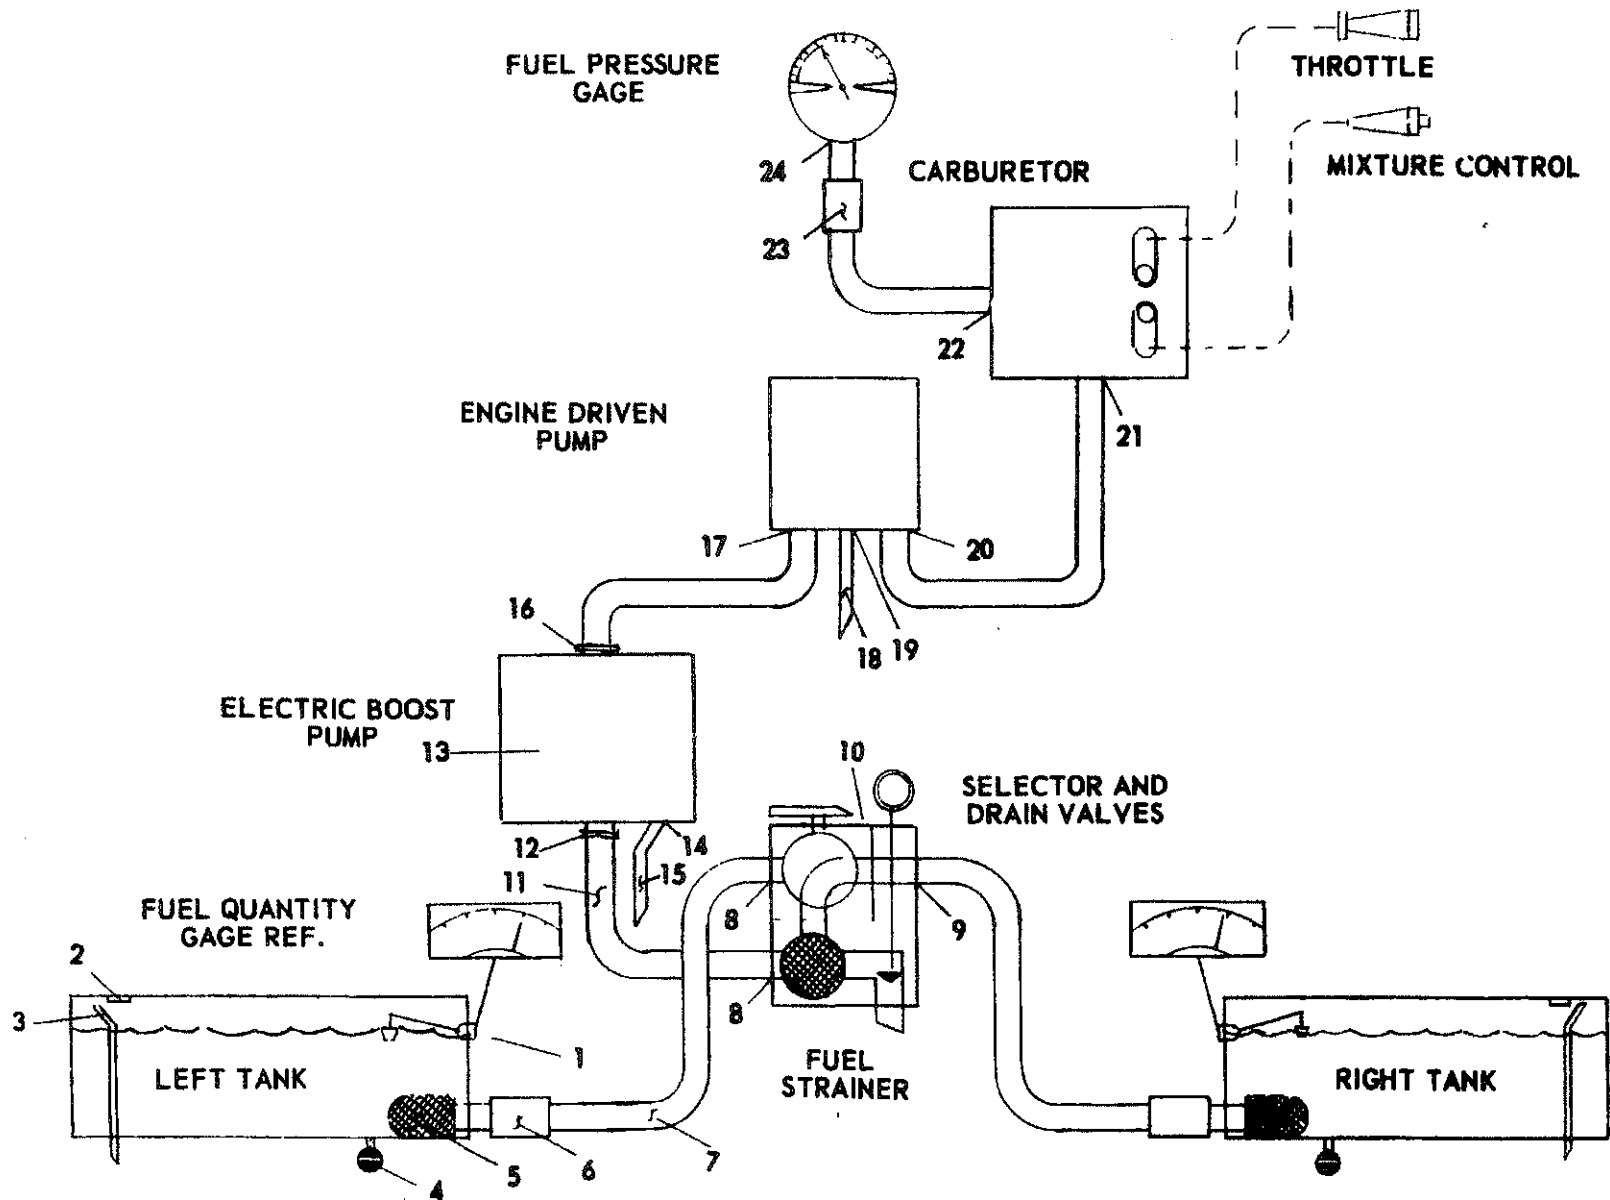 FUEL PRESSURE
GAGE
THROTTLE
MIXTURE CONTROL
24
CARBURETOR
23
22
ENGINE DRIVEN
PUMP
21
17
20
16
18
19
ELECTRIC BOOST
PUMP
13
10
SELECTOR AND
DRAIN VALVES
12
14
11
15
8
9
FUEL QUANTITY
GAGE REF.
2
3
8
1
LEFT TANK
FUEL
STRAINER
RIGHT TANK
4
5
6
7